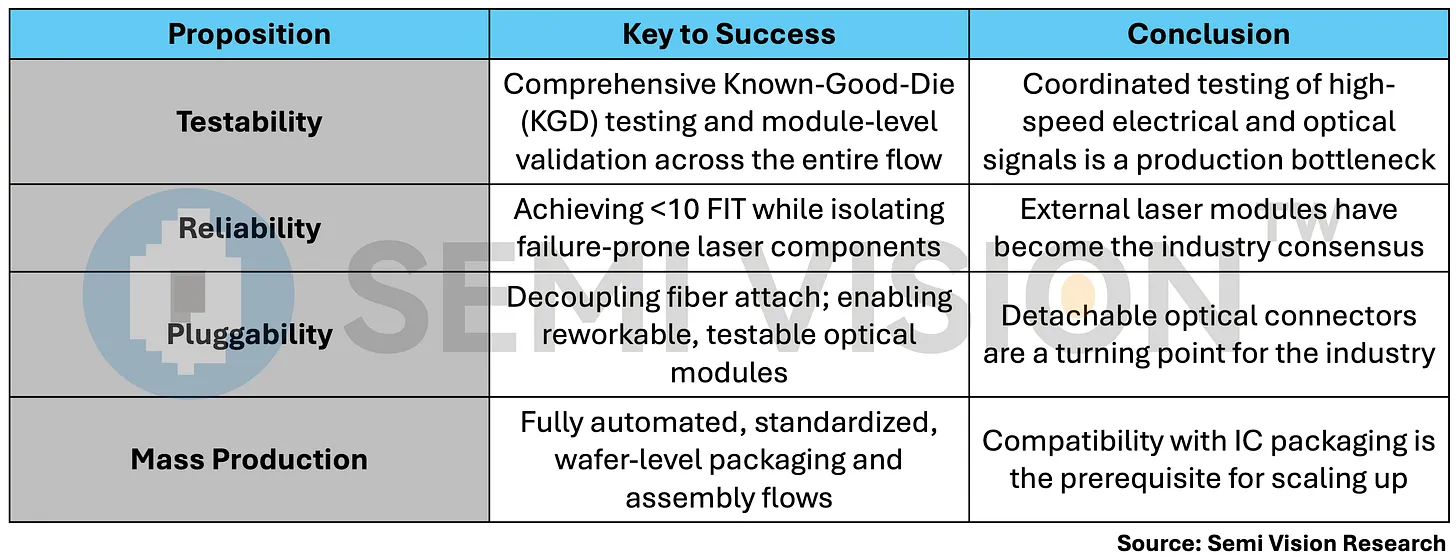 Proposition
Key to Success
Conclusion
Testability
Comprehensive Known-Good-Die
(KGD) testing and module-level
validation across the entire flow
Coordinated testing of high-
speed electrical and optical
signals is a production bottleneck
Reliability
Achieving <10 FIT while isolating
failure-prone laser components
External laser modules have
become the industry consensus
Pluggability
Decoupling fiber attach; enabling
reworkable, testable optical
modules
Detachable optical connectors
are a turning point for the industry
Mass Production
Fully automated, standardized,
wafer-level packaging and
assembly flows
Compatibility with IC packaging is
the prerequisite for scaling up
SEMI VISION TW
Source: Semi Vision Research